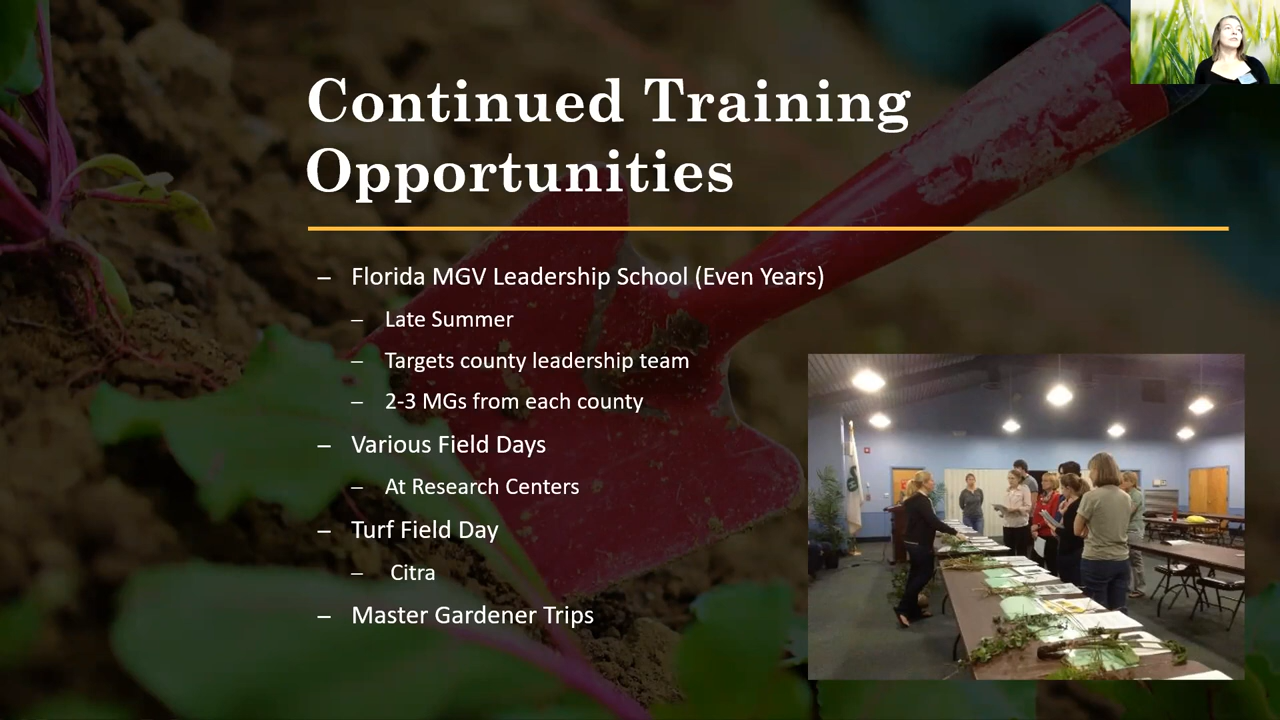 Continued Training
Opportunities
– Florida MGV Leadership School (Even Years)
– Late Summer
– Targets county leadership team
– 2-3 MGs from each county
– Various Field Days
– At Research Centers
– Turf Field Day
– Citra
– Master Gardener Trips